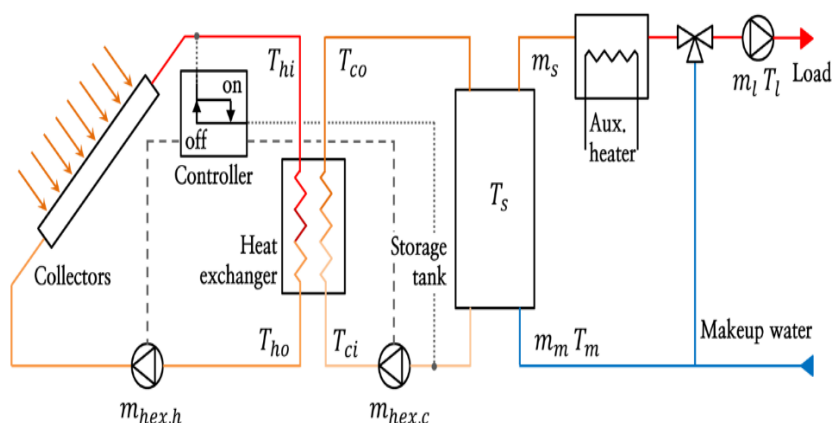 T_hi
T_co
m_s
m_l T_l
Load
on
off
Controller
Aux.
heater
T_s
Heat
exchanger
Storage
tank
Collectors
T_ho
T_ci
m_m T_m
Makeup water
m_hex,h
m_hex,c